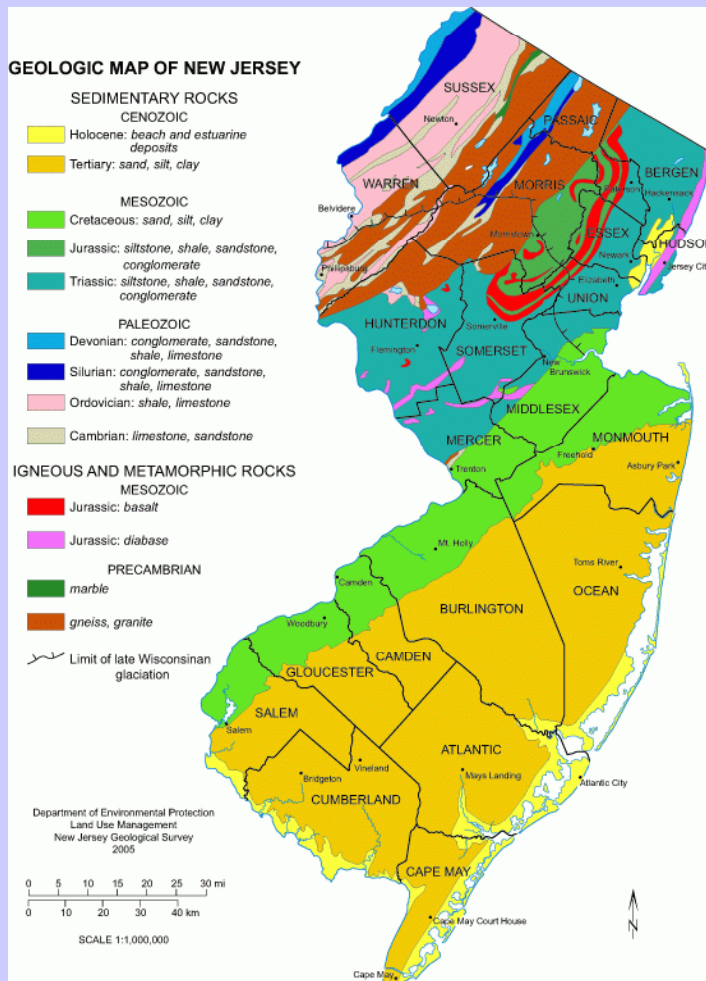 GEOLOGIC MAP OF NEW JERSEY
SEDIMENTARY ROCKS
CENOZOIC
Holocene: beach and estuarine
deposits
Tertiary: sand, silt, clay
MESOZOIC
Cretaceous: sand, silt, clay
Jurassic: siltstone, shale, sandstone,
conglomerate
Triassic: siltstone, shale, sandstone,
conglomerate
PALEOZOIC
Devonian: conglomerate, sandstone,
shale, limestone
Silurian: conglomerate, sandstone,
shale, limestone
Ordovician: shale, limestone
Cambrian: limestone, sandstone
IGNEOUS AND METAMORPHIC ROCKS
MESOZOIC
Jurassic: basalt
Jurassic: diabase
PRECAMBRIAN
marble
gneiss, granite
Limit of late Wisconsinan
glaciation
Department of Environmental Protection
Land Use Management
New Jersey Geological Survey
2005
0 5 10 15 20 25 30 mi
0 10 20 30 40 km
SCALE 1:1,000,000
SUSSEX
Newton
PASSAIC
BERGEN
Paterson
Hackensack
WARREN
MORRIS
Belvidere
Morristown
ESSEX
HUDSON
Newark
Jersey City
Phillipsburg
Elizabeth
UNION
HUNTERDON
Somerville
Flemington
SOMERSET
New
Brunswick
MIDDLESEX
MERCER
MONMOUTH
Freehold
Asbury Park
Trenton
Mt. Holly
Toms River
Camden
OCEAN
BURLINGTON
Woodbury
CAMDEN
GLOUCESTER
SALEM
Salem
ATLANTIC
Vineland
Mays Landing
Bridgeton
Atlantic City
CUMBERLAND
CAPE MAY
Cape May Court House
Cape May
N